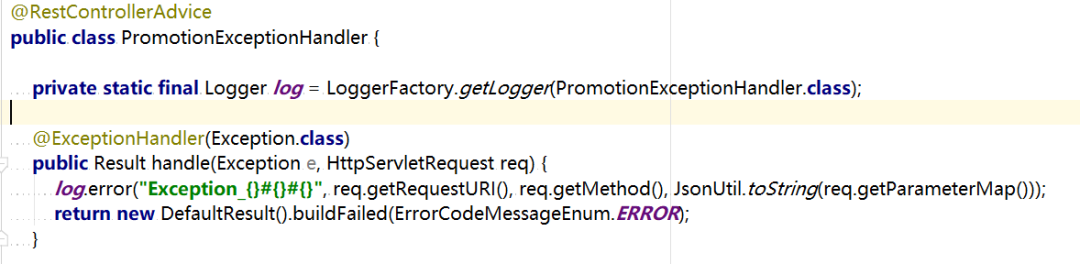 @RestControllerAdvice
public class PromotionExceptionHandler {
private static final Logger log = LoggerFactory.getLogger(PromotionExceptionHandler.class);
@ExceptionHandler(Exception.class)
public Result handle(Exception e, HttpServletRequest req) {
log.error("Exception_{}#{}#{}", req.getRequestURI(), req.getMethod(), JsonUtil.toString(req.getParameterMap()));
return new DefaultResult().buildFailed(ErrorCodeMessageEnum.ERROR);
}